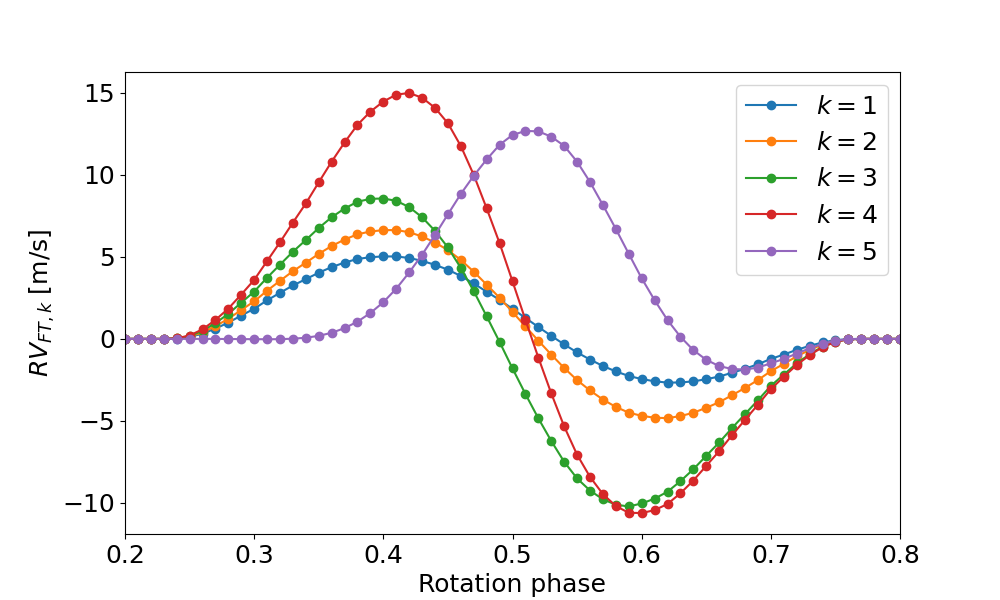 15
10
5
0
−5
−10
RV_{FT, k} [m/s]
0.2 0.3 0.4 0.5 0.6 0.7 0.8
Rotation phase
k = 1
k = 2
k = 3
k = 4
k = 5